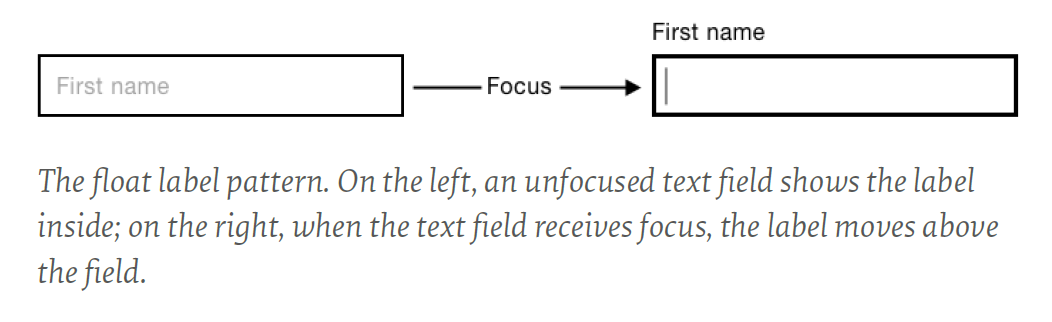 First name
First name
Focus
The float label pattern. On the left, an unfocused text field shows the label
inside; on the right, when the text field receives focus, the label moves above
the field.